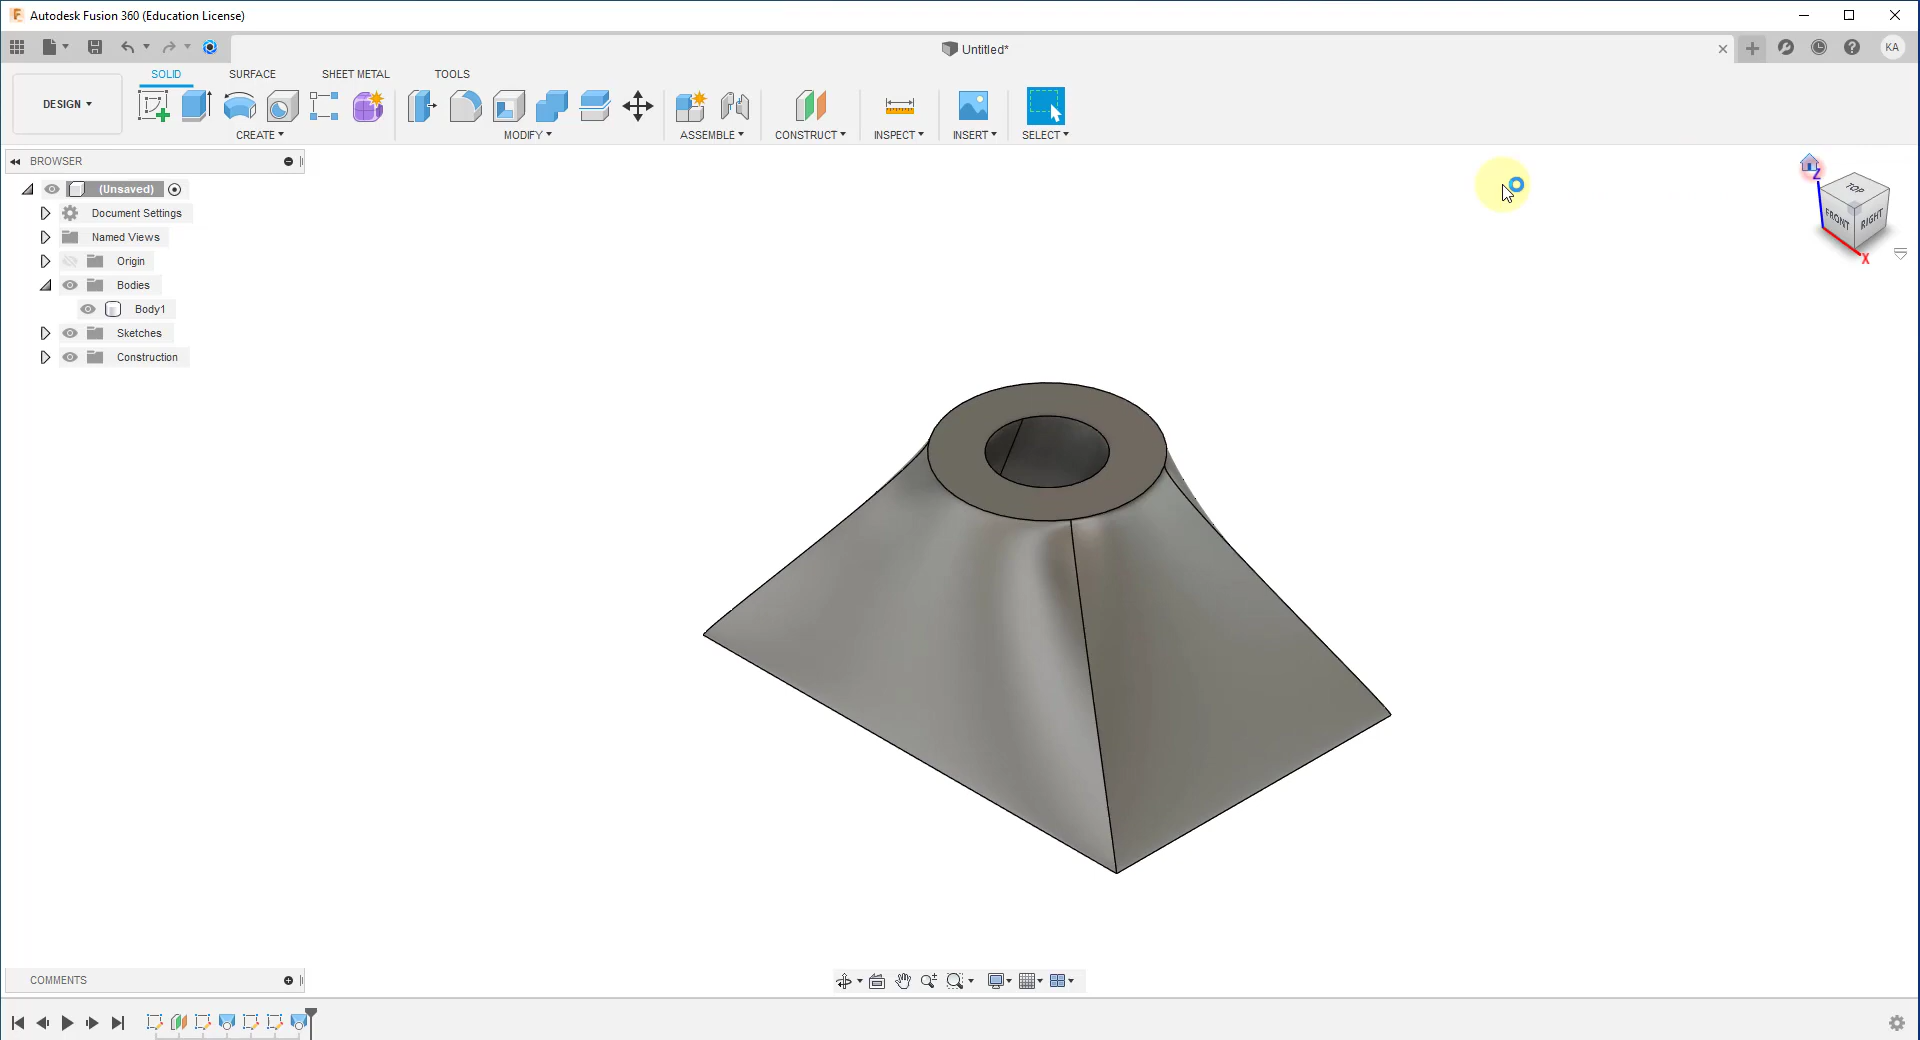 Autodesk Fusion 360 (Education License)
Untitled*
KA
SOLID SURFACE SHEET METAL TOOLS
DESIGN
CREATE MODIFY ASSEMBLE CONSTRUCT INSPECT INSERT SELECT
BROWSER
(Unsaved)
Document Settings
Named Views
Origin
Bodies
Body1
Sketches
Construction
Z
TOP
FRONT
RIGHT
X
COMMENTS